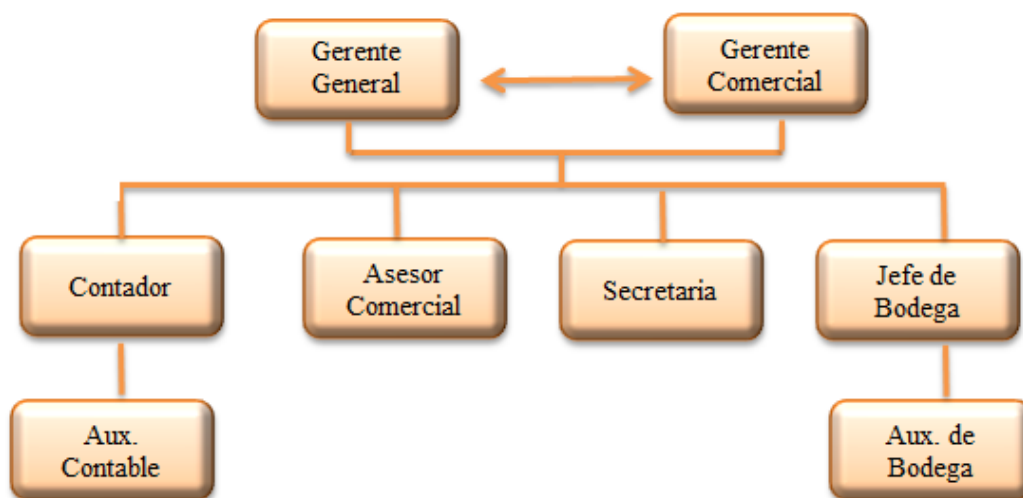 Gerente
General
Gerente
Comercial
Contador
Asesor
Comercial
Secretaria
Jefe de
Bodega
Aux.
Contable
Aux. de
Bodega